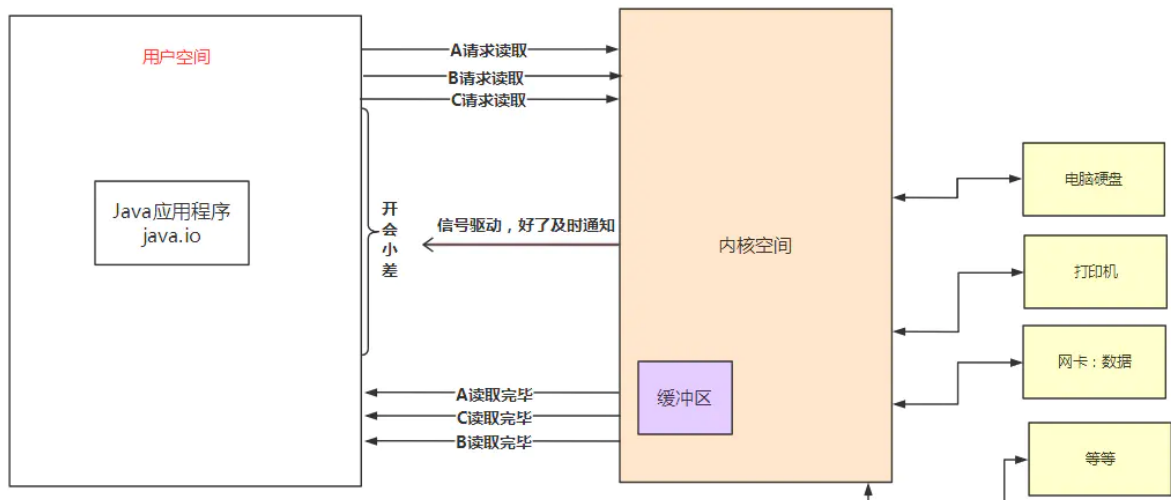 用户空间
Java应用程序
java.io
A请求读取
B请求读取
C请求读取
开
会
小
差
信号驱动，好了及时通知
A读取完毕
C读取完毕
B读取完毕
内核空间
缓冲区
电脑硬盘
打印机
网卡：数据
等等